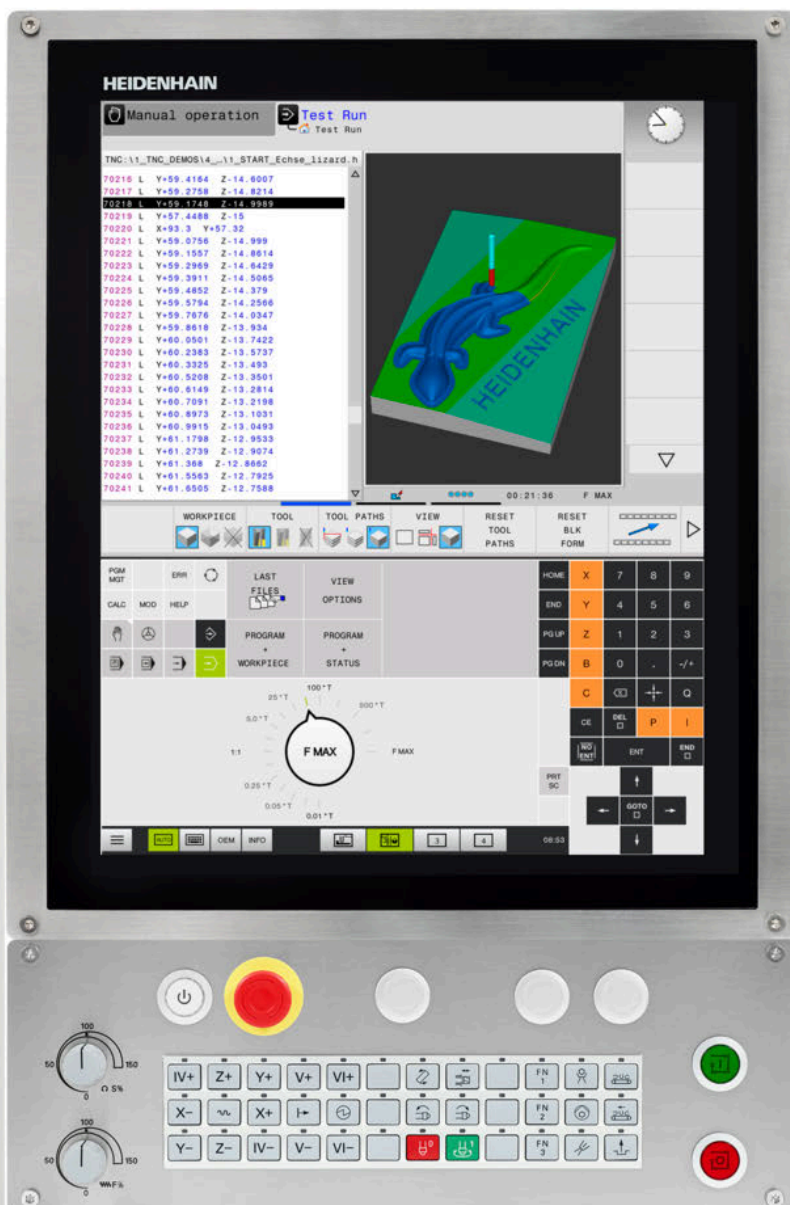 HEIDENHAIN
Manual operation
Test Run
Test Run
TNC:\1_TNC_DEMOS\4_…\1_START_Echse_lizard.h
70216 L Y+59.4164 Z-14.6007
70217 L Y+59.2758 Z-14.8214
70218 L Y+59.1748 Z-14.9989
70219 L Y+57.4488 Z-15
70220 L X+93.3 Y+57.32
70221 L Y+59.0756 Z-14.999
70222 L Y+59.1557 Z-14.8614
70223 L Y+59.2969 Z-14.6429
70224 L Y+59.3911 Z-14.5065
70225 L Y+59.4852 Z-14.379
70226 L Y+59.5794 Z-14.2566
70227 L Y+59.7676 Z-14.0347
70228 L Y+59.8618 Z-13.934
70229 L Y+60.0501 Z-13.7422
70230 L Y+60.2383 Z-13.5737
70231 L Y+60.3325 Z-13.493
70232 L Y+60.5208 Z-13.3501
70233 L Y+60.6149 Z-13.2814
70234 L Y+60.7091 Z-13.2198
70235 L Y+60.8973 Z-13.1031
70236 L Y+60.9915 Z-13.0493
70237 L Y+61.1798 Z-12.9533
70238 L Y+61.2739 Z-12.9074
70239 L Y+61.368 Z-12.8662
70240 L Y+61.5563 Z-12.7925
70241 L Y+61.6505 Z-12.7588
HEIDENHAIN
00:21:36 F MAX
WORKPIECE TOOL TOOL PATHS VIEW
RESET TOOL PATHS
RESET BLK FORM
PGM MGT ERR
CALC MOD HELP
LAST FILES
VIEW OPTIONS
PROGRAM + WORKPIECE
PROGRAM + STATUS
HOME X 7 8 9
END Y 4 5 6
PG UP Z 1 2 3
PG DN B 0 . -/+
C Q
CE DEL P I
NO ENT ENT END
PRT SC
GOTO
100*T
25*T 500*T
5.0*T
1:1 F MAX F MAX
0.25*T
0.05*T
0.01*T
AUTO OEM INFO 3 4 08:53
100
50 150
0 S%
100
50 150
0 F%
IV+ Z+ Y+ V+ VI+ FN 1
X- X+ FN 2
Y- Z- IV- V- VI- 0 1 FN 3